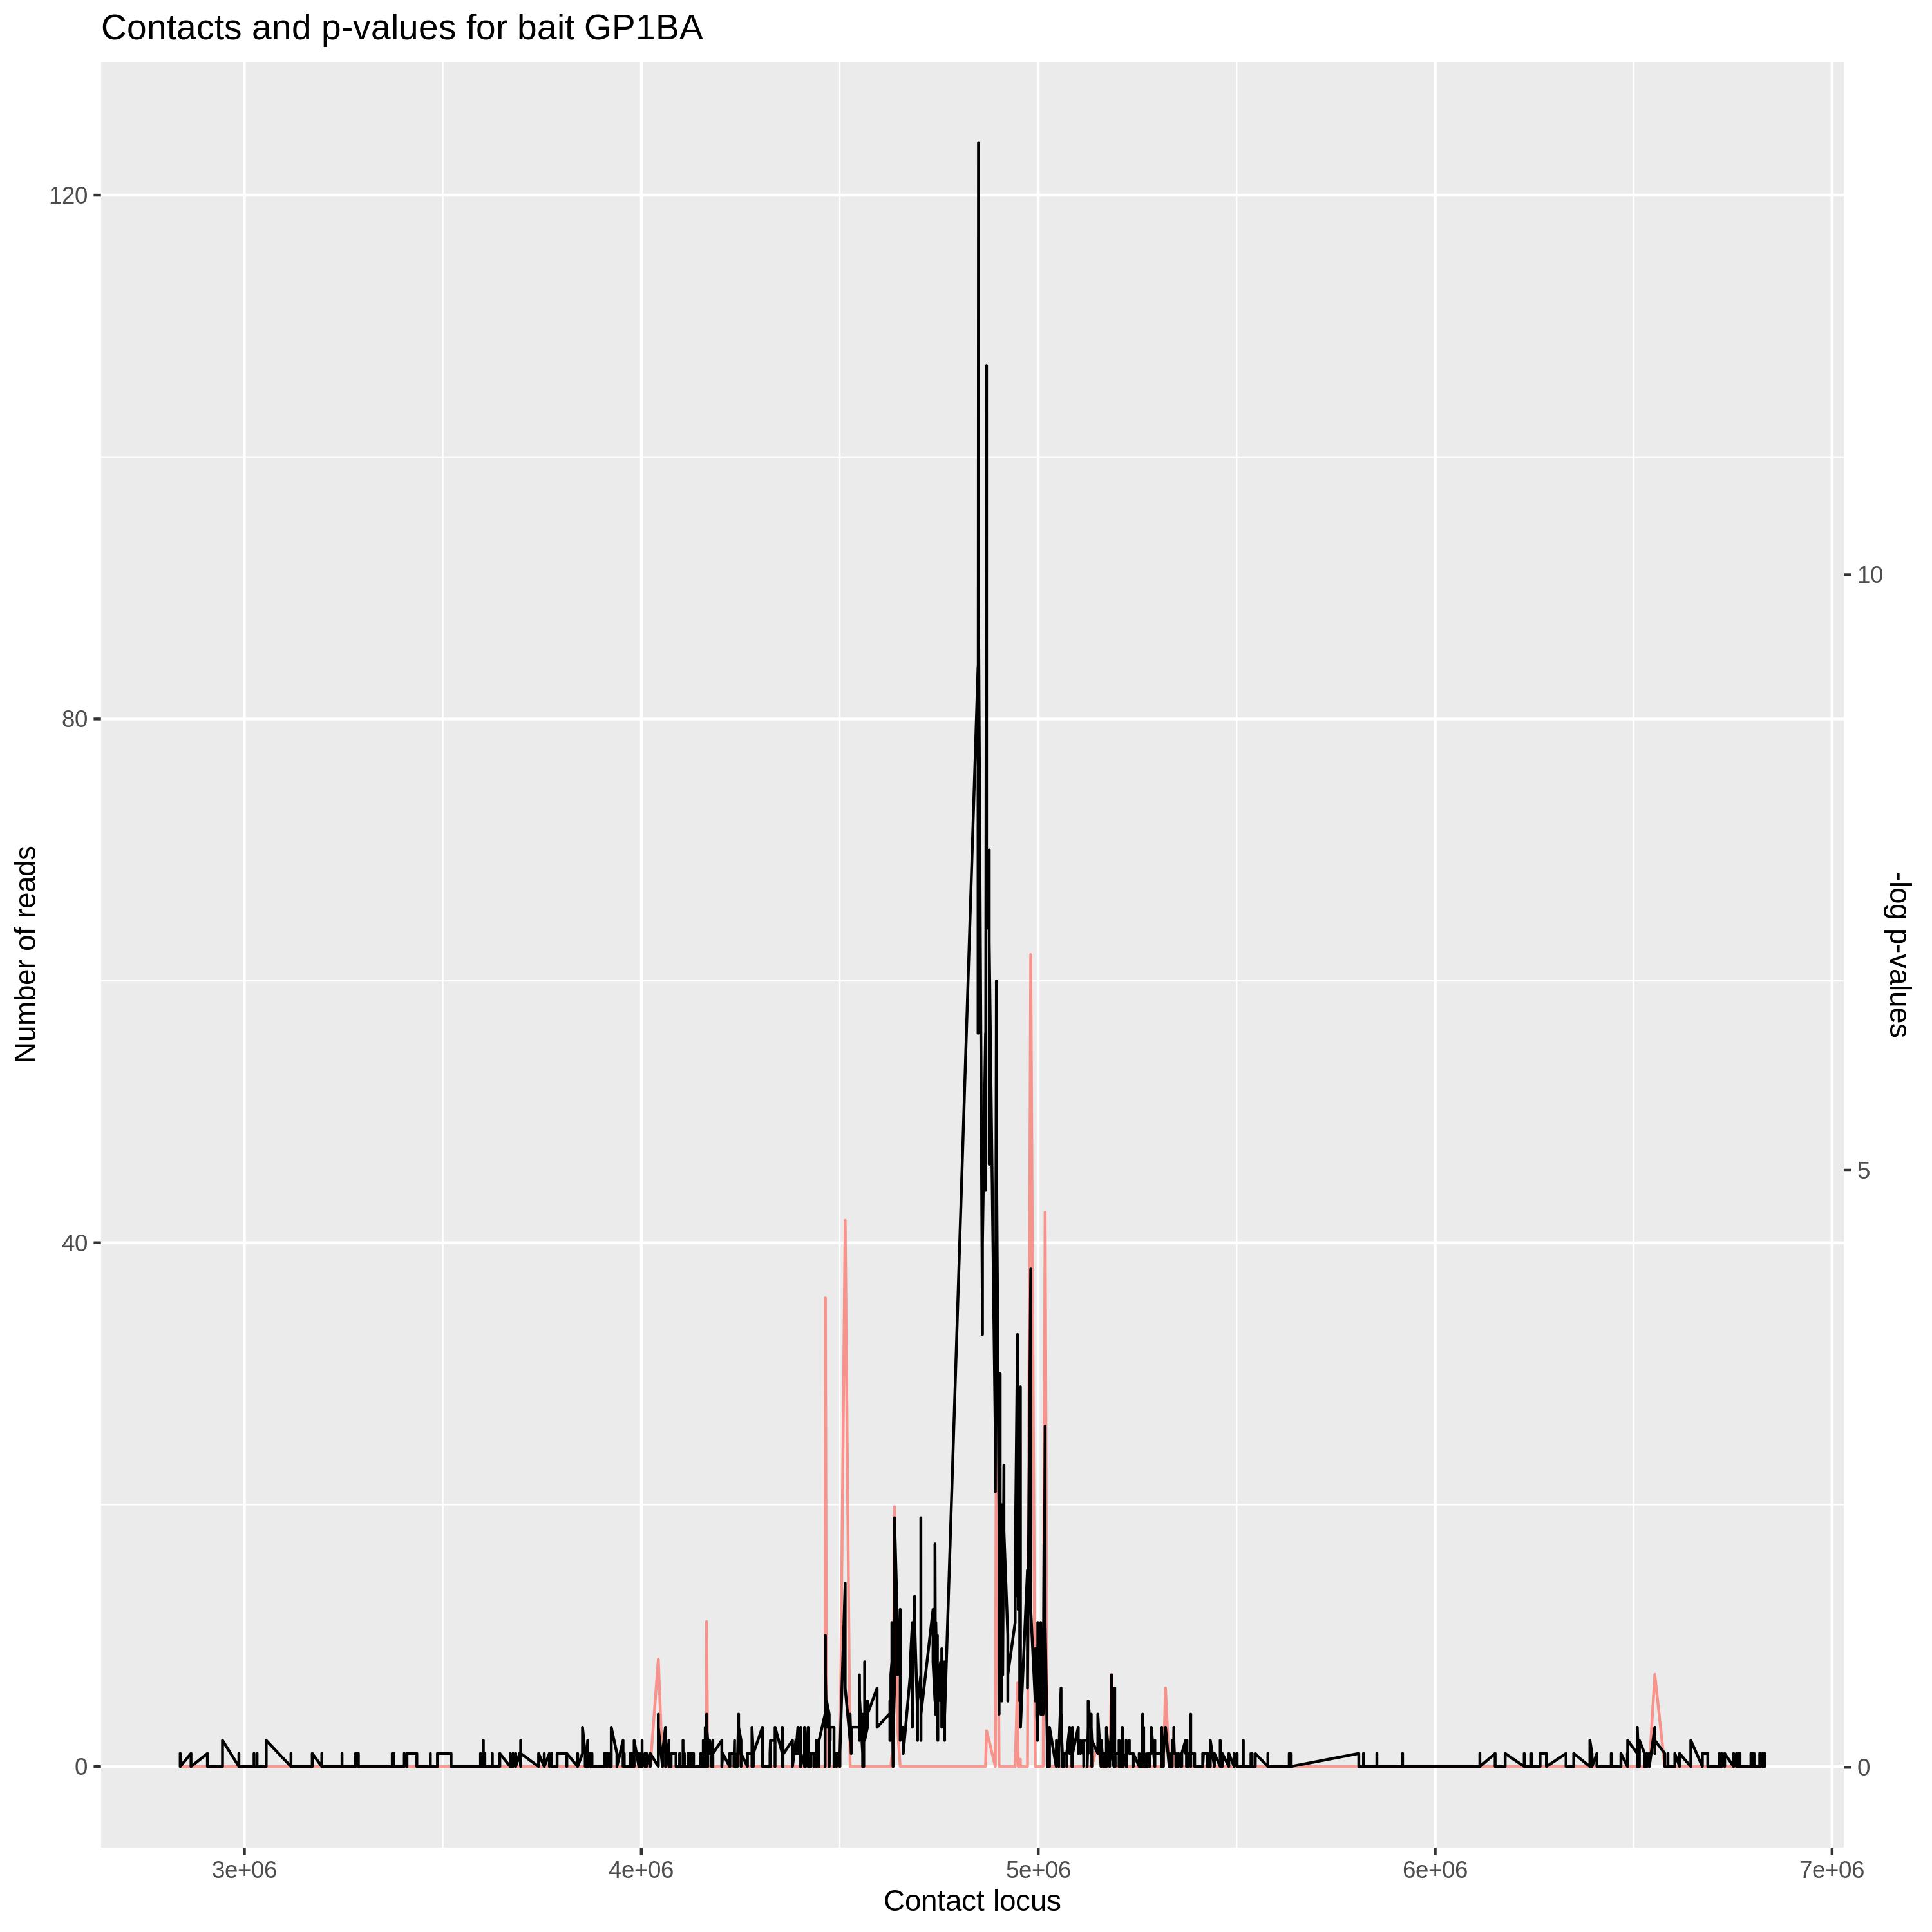 Contacts and p-values for bait GP1BA
120
80
40
0
Number of reads
10
5
0
-log p-values
3e+06
4e+06
5e+06
6e+06
7e+06
Contact locus